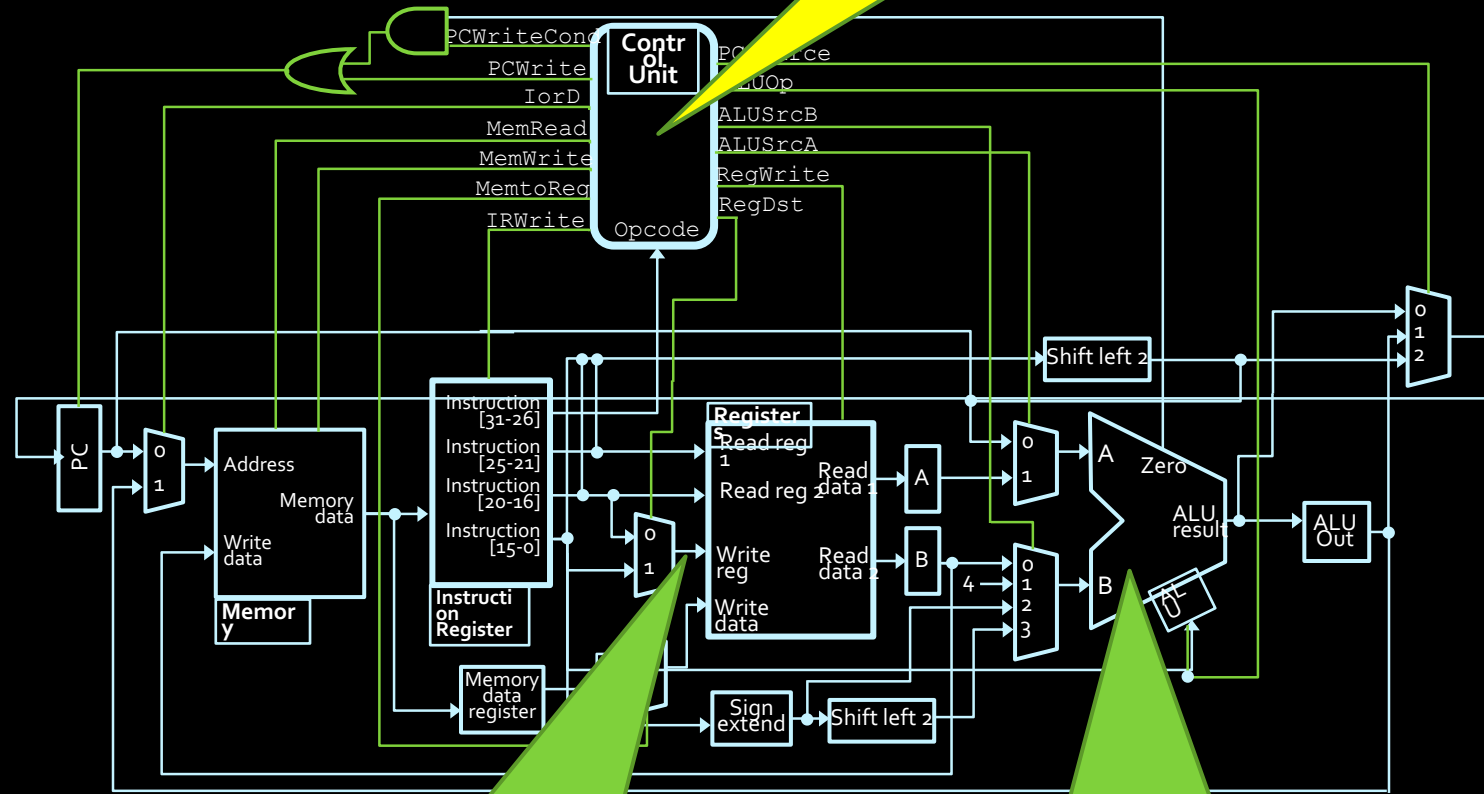 PCWriteCond
PCWrite
IorD
MemRead
MemWrite
MemtoReg
IRWrite
Contr
ol
Unit
Opcode
ALUOp
ALUSrcB
ALUSrcA
RegWrite
RegDst
0
1
2
Shift left 2
PC
0
1
Address
Memory
data
Write
data
Memor
y
Instruction
[31-26]
Instruction
[25-21]
Instruction
[20-16]
Instruction
[15-0]
Instructi
on
Register
0
1
Register
s
Read reg
1
Read reg 2
Write
reg
Write
data
Read
data 1
Read
data 2
A
B
0
1
4
0
1
2
3
A
B
Zero
ALU
result
AL
U
ALU
Out
Memory
data
register
Sign
extend
Shift left 2